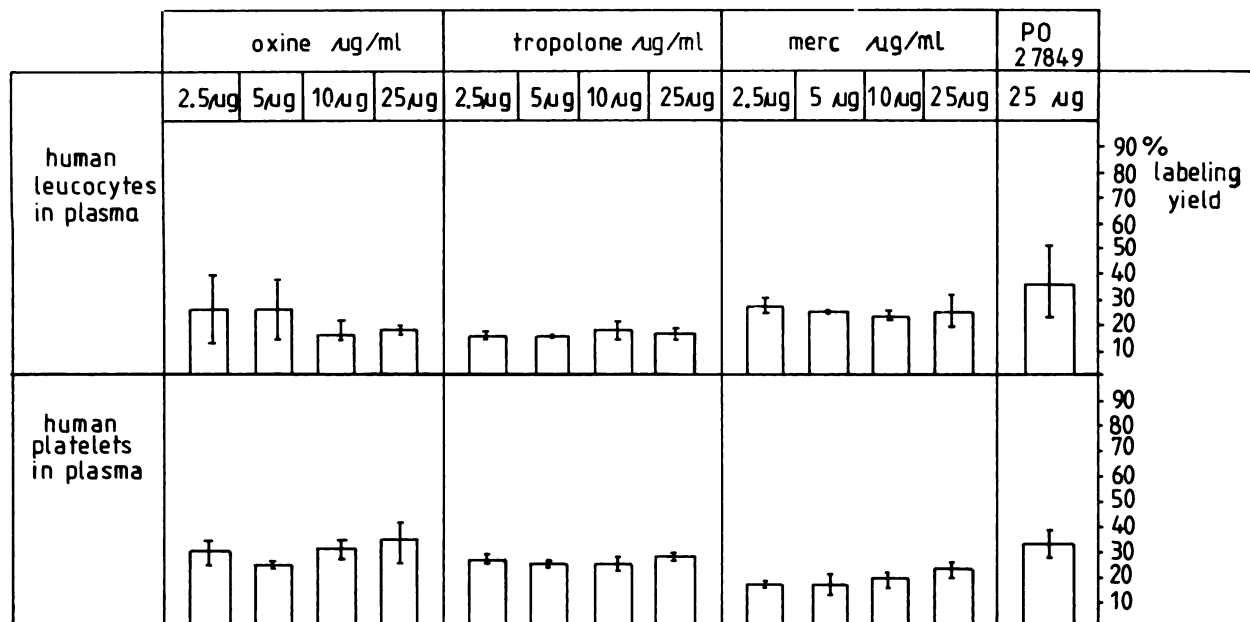 oxine µg/ml tropolone µg/ml merc µg/ml PO
27849
2.5µg 5µg 10µg 25µg 2.5µg 5µg 10µg 25µg 2.5µg 5 µg 10µg 25µg 25 µg
human
leucocytes
in plasma
90 %
labeling
yield
80
70
60
50
40
30
20
10
human
platelets
in plasma
90
80
70
60
50
40
30
20
10